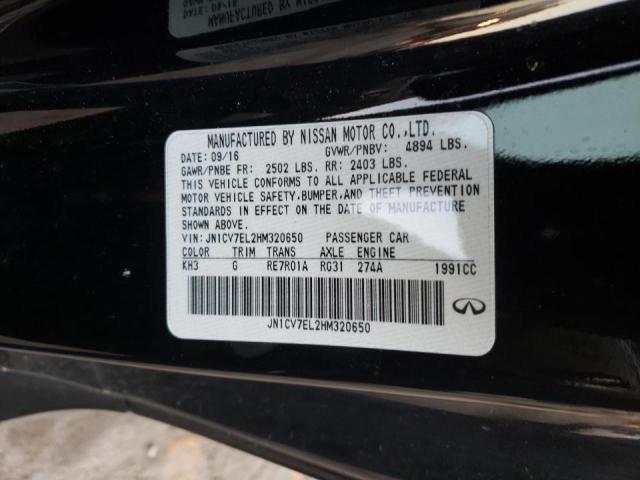 MANUFACTURED BY NISSAN MOTOR CO.,LTD.
DATE: 09/16 GVWR/PNBV: 4894 LBS.
GAWR/PNBE FR: 2502 LBS. RR: 2403 LBS.
THIS VEHICLE CONFORMS TO ALL APPLICABLE FEDERAL
MOTOR VEHICLE SAFETY,BUMPER,AND THEFT PREVENTION
STANDARDS IN EFFECT ON THE DATE OF MANUFACTURE
SHOWN ABOVE.
VIN: JN1CV7EL2HM320650 PASSENGER CAR
COLOR TRIM TRANS AXLE ENGINE
KH3 G RE7R01A RG31 274A 1991CC
JN1CV7EL2HM320650